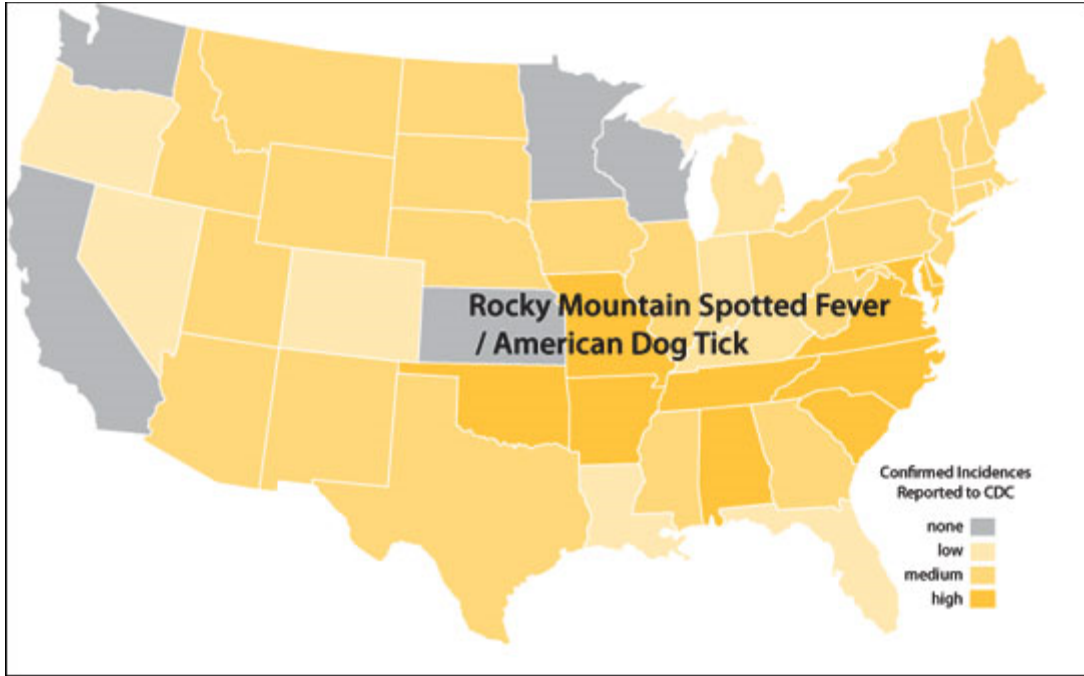 Rocky Mountain Spotted Fever
/ American Dog Tick
Confirmed Incidences
Reported to CDC
none
low
medium
high